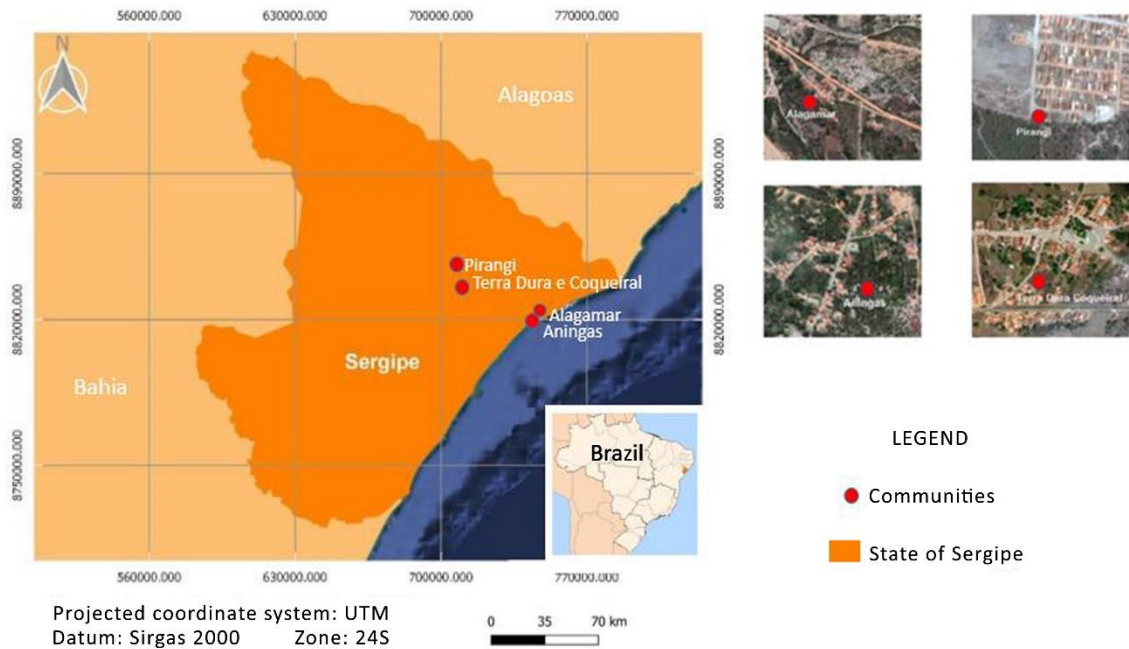 560000.000 630000.000 700000.000 770000.000
N
Alagoas
8890000.000 8890000.000
Pirangi
Terra Dura e Coqueiral
Alagamar
Aningas
8820000.000 8820000.000
Sergipe
Bahia
Brazil
8750000.000 8750000.000
560000.000 630000.000 700000.000 770000.000
Projected coordinate system: UTM
Datum: Sirgas 2000 Zone: 24S
0 35 70 km
Alagamar
Pirangi
Aningas
Terra Dura Coqueiral
LEGEND
Communities
State of Sergipe